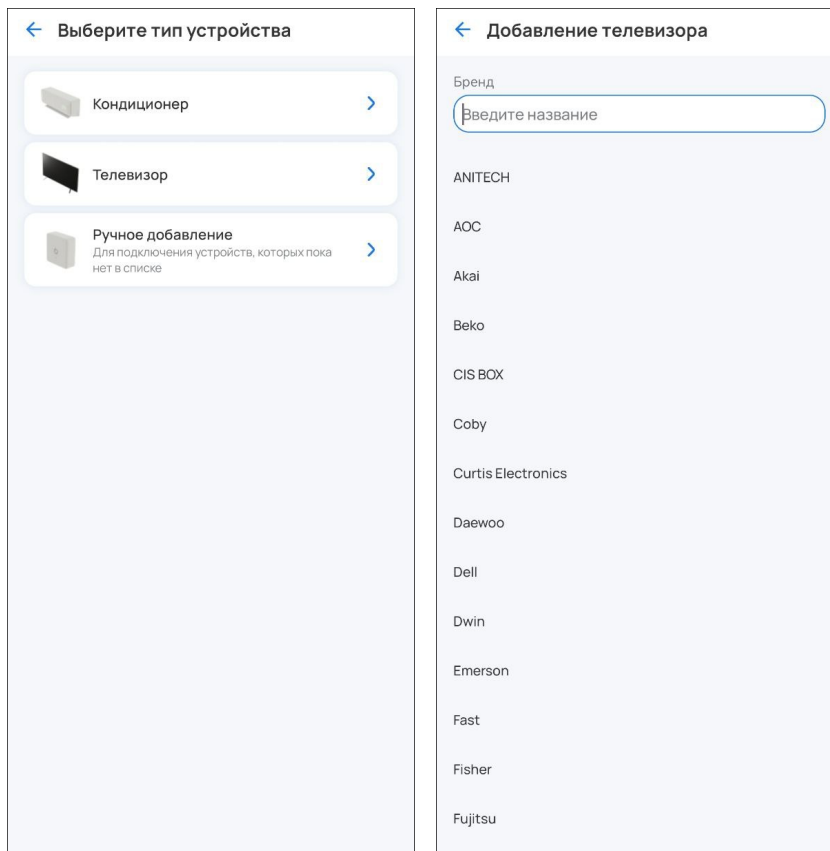 Выберите тип устройства
Кондиционер
Телевизор
Ручное добавление
Для подключения устройств, которых пока
нет в списке
Добавление телевизора
Бренд
Введите название
ANITECH
AOC
Akai
Beko
CIS BOX
Coby
Curtis Electronics
Daewoo
Dell
Dwin
Emerson
Fast
Fisher
Fujitsu